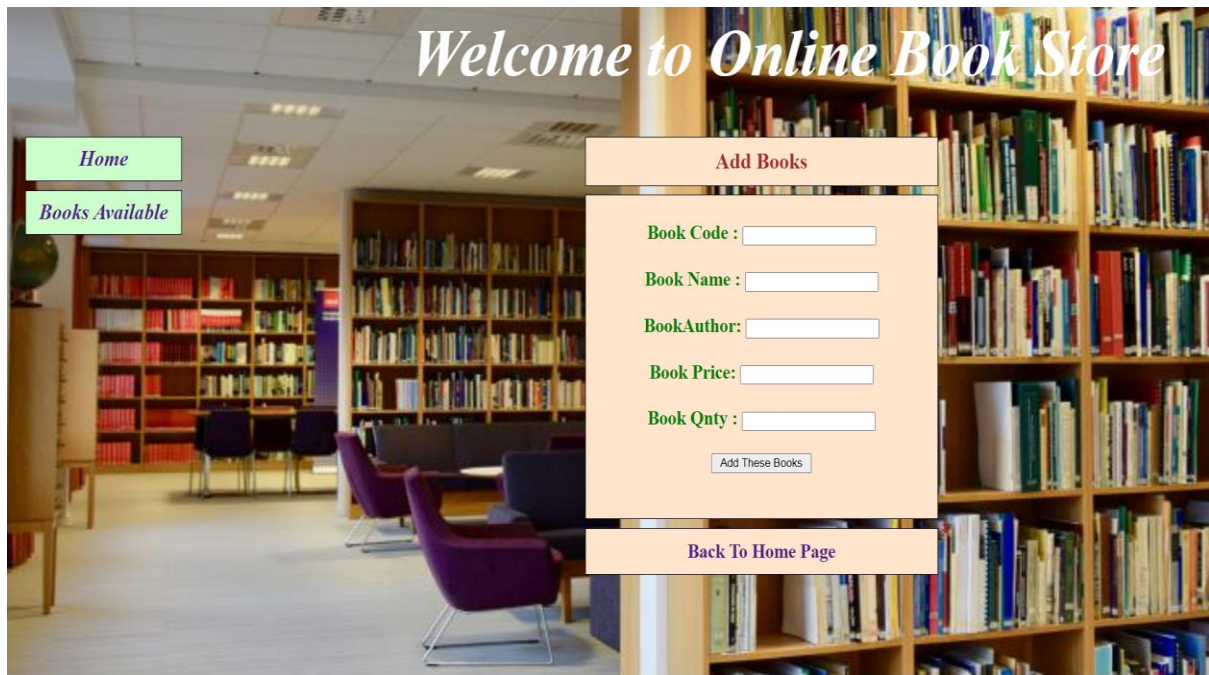 Welcome to Online Book Store
Home
Books Available
Add Books
Book Code :
Book Name :
BookAuthor:
Book Price:
Book Qnty :
Add These Books
Back To Home Page